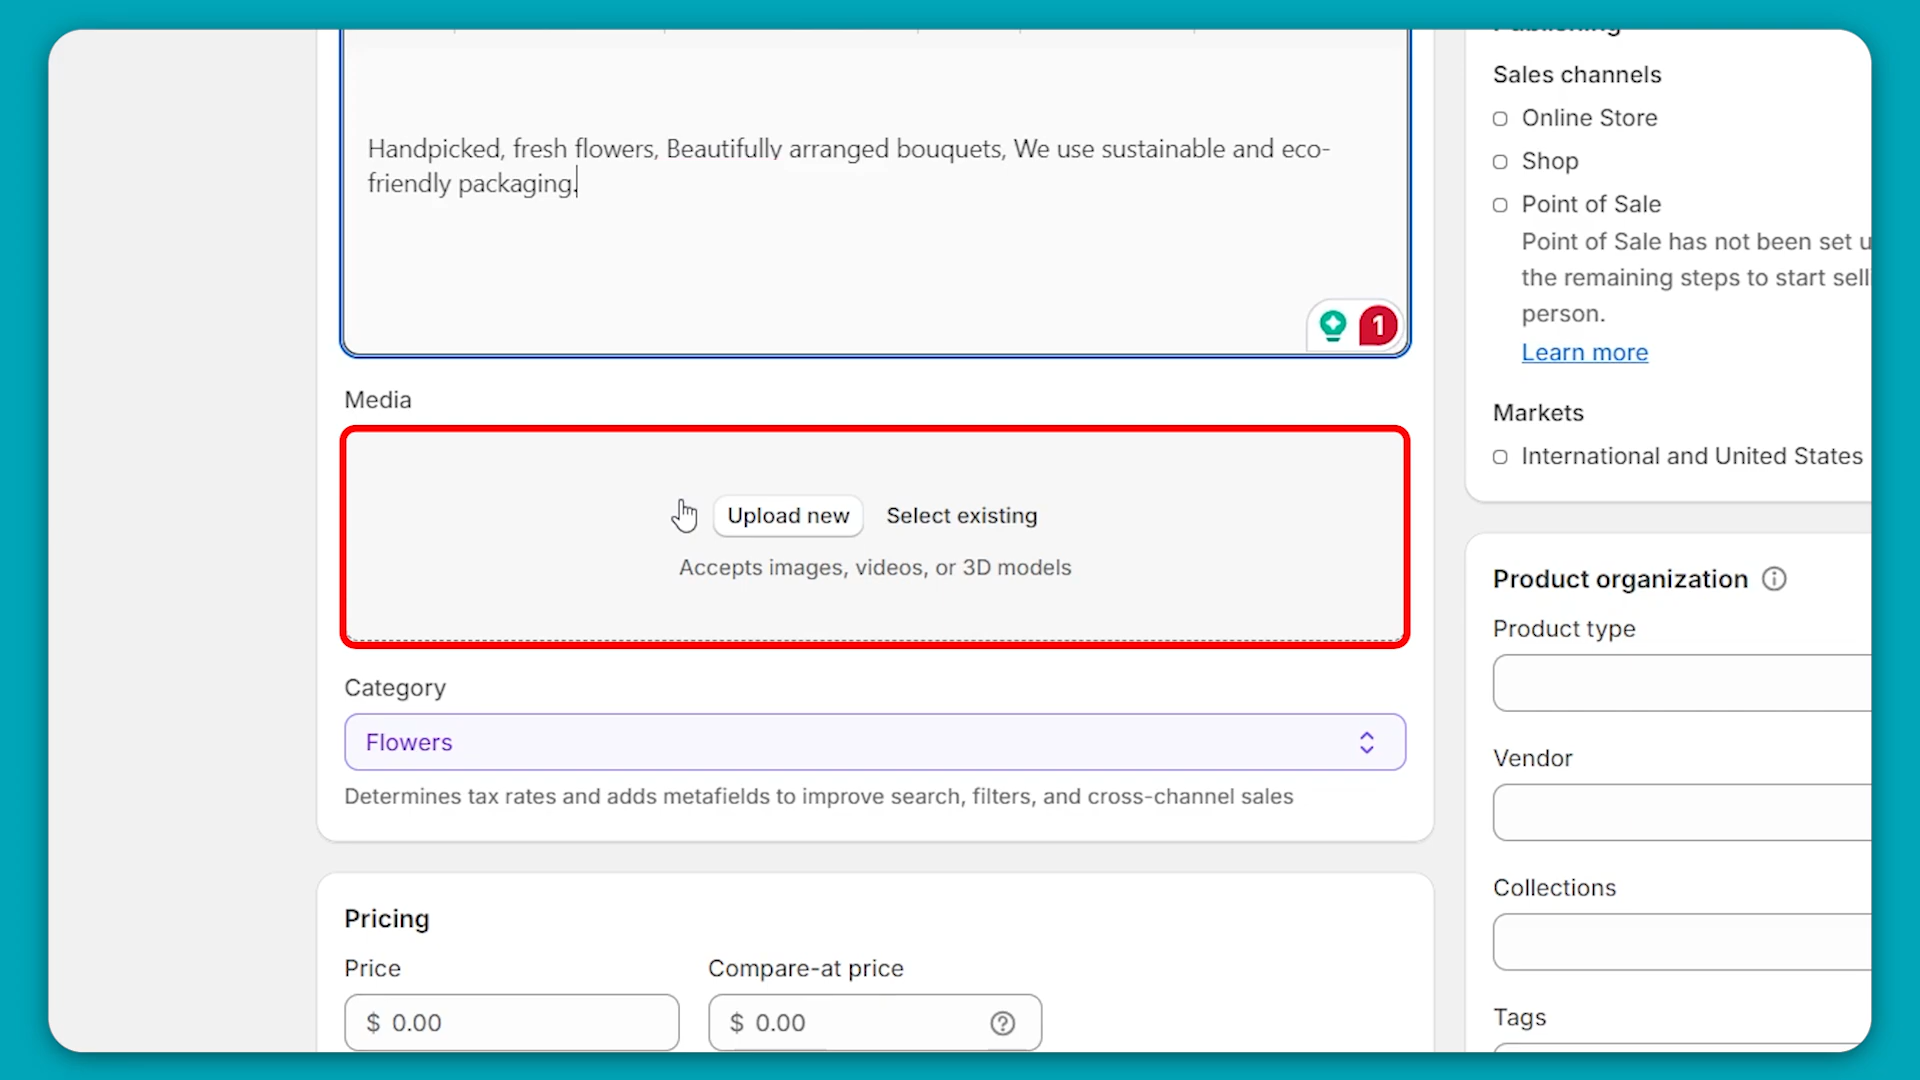 Handpicked, fresh flowers, Beautifully arranged bouquets, We use sustainable and eco-
friendly packaging.
1
Media
Upload new
Select existing
Accepts images, videos, or 3D models
Category
Flowers
Determines tax rates and adds metafields to improve search, filters, and cross-channel sales
Pricing
Price
Compare-at price
$ 0.00
$ 0.00
Publishing
Sales channels
Online Store
Shop
Point of Sale
Point of Sale has not been set u
the remaining steps to start sell
person.
Learn more
Markets
International and United States
Product organization
Product type
Vendor
Collections
Tags